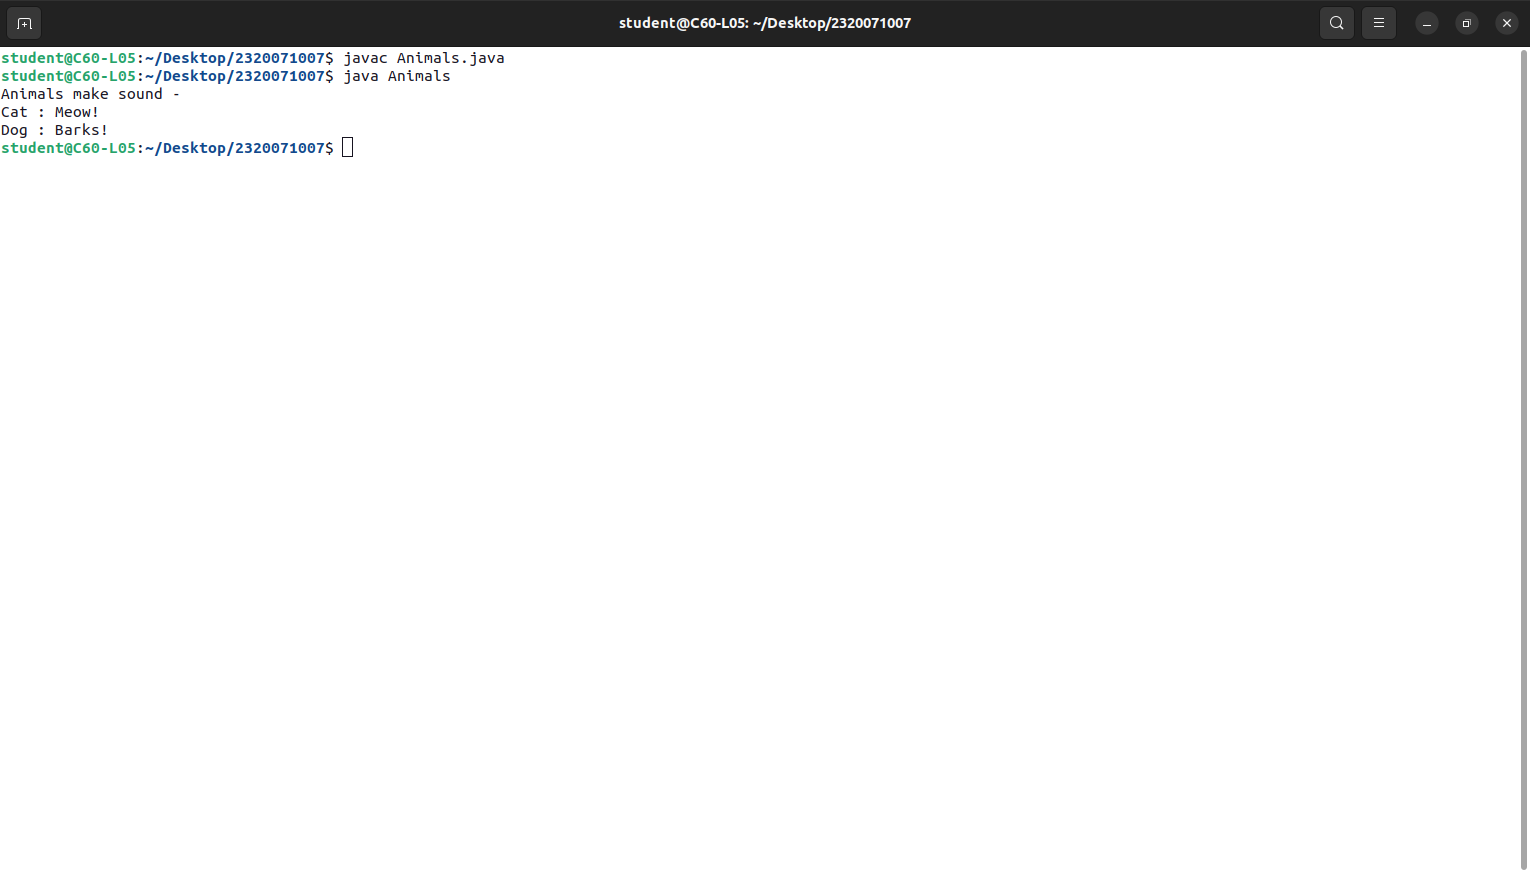 student@C60-L05: ~/Desktop/2320071007
student@C60-L05:~/Desktop/2320071007$ javac Animals.java
student@C60-L05:~/Desktop/2320071007$ java Animals
Animals make sound -
Cat : Meow!
Dog : Barks!
student@C60-L05:~/Desktop/2320071007$